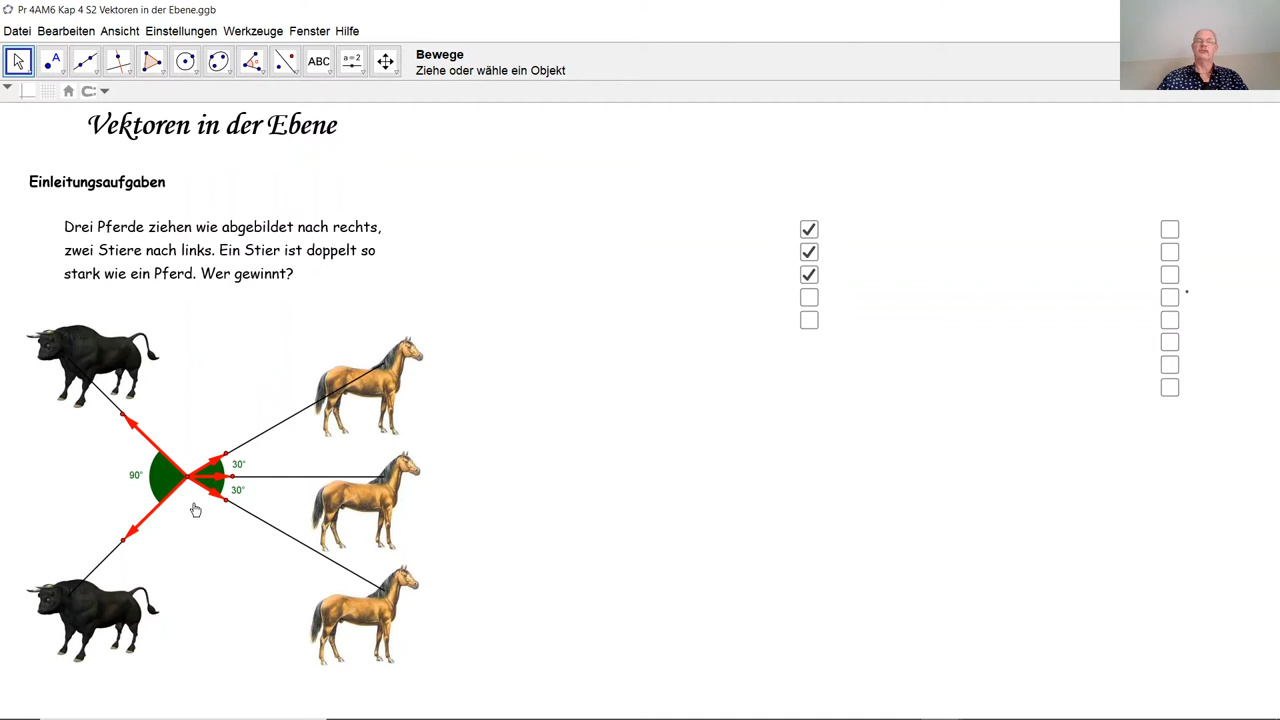 Pr 4AM6 Kap 4 S2 Vektoren in der Ebene.ggb
Datei Bearbeiten Ansicht Einstellungen Werkzeuge Fenster Hilfe
A
ABC
a=2
Bewege
Ziehe oder wähle ein Objekt
Vektoren in der Ebene
Einleitungsaufgaben
Drei Pferde ziehen wie abgebildet nach rechts,
zwei Stiere nach links. Ein Stier ist doppelt so
stark wie ein Pferd. Wer gewinnt?
90°
30°
30°